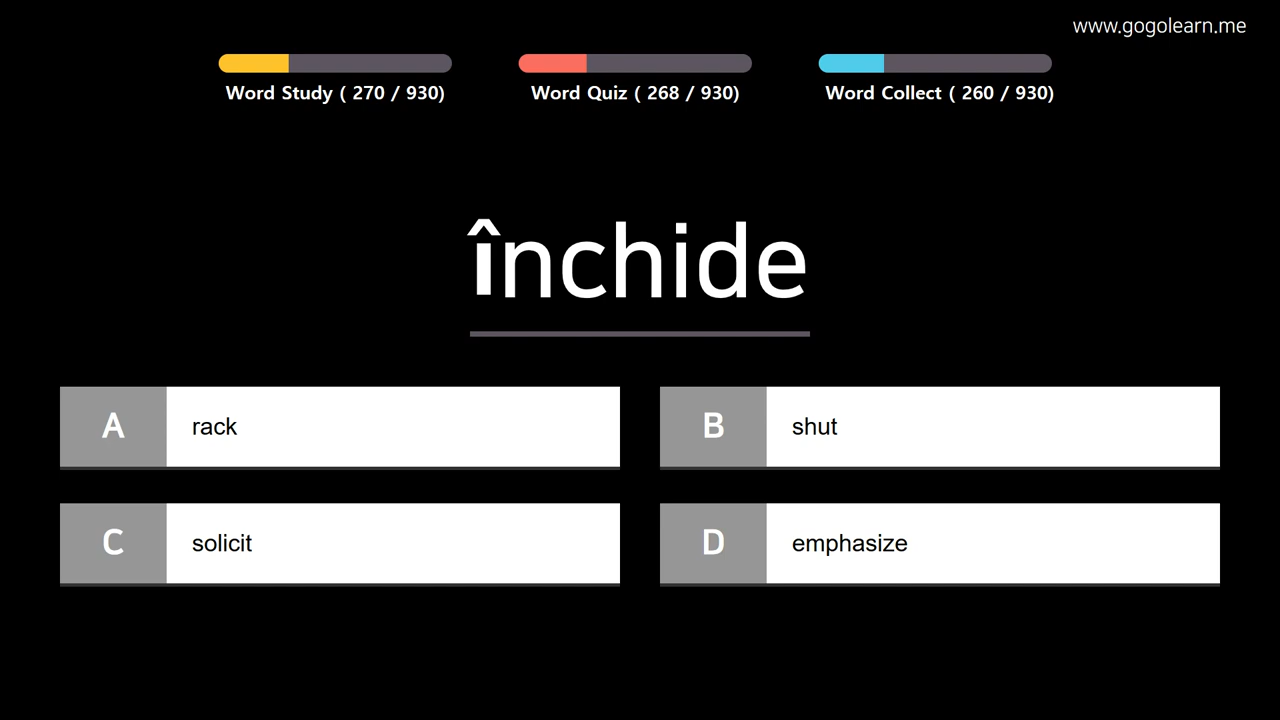 www.gogolearn.me
Word Study ( 270 / 930)
Word Quiz ( 268 / 930)
Word Collect ( 260 / 930)
închide
A rack
B shut
C solicit
D emphasize